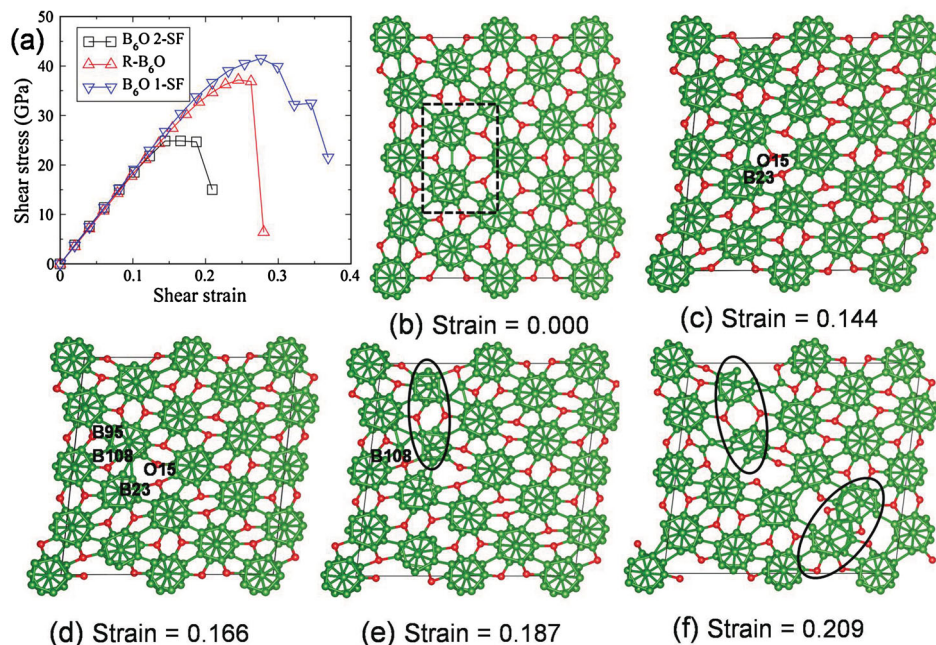 (a)
B₆O 2-SF
R-B₆O
B₆O 1-SF
Shear stress (GPa)
50
40
30
20
10
0
0 0.1 0.2 0.3 0.4
Shear strain
(b) Strain = 0.000
O15
B23
(c) Strain = 0.144
B95
B108
O15
B23
(d) Strain = 0.166
B108
(e) Strain = 0.187
(f) Strain = 0.209